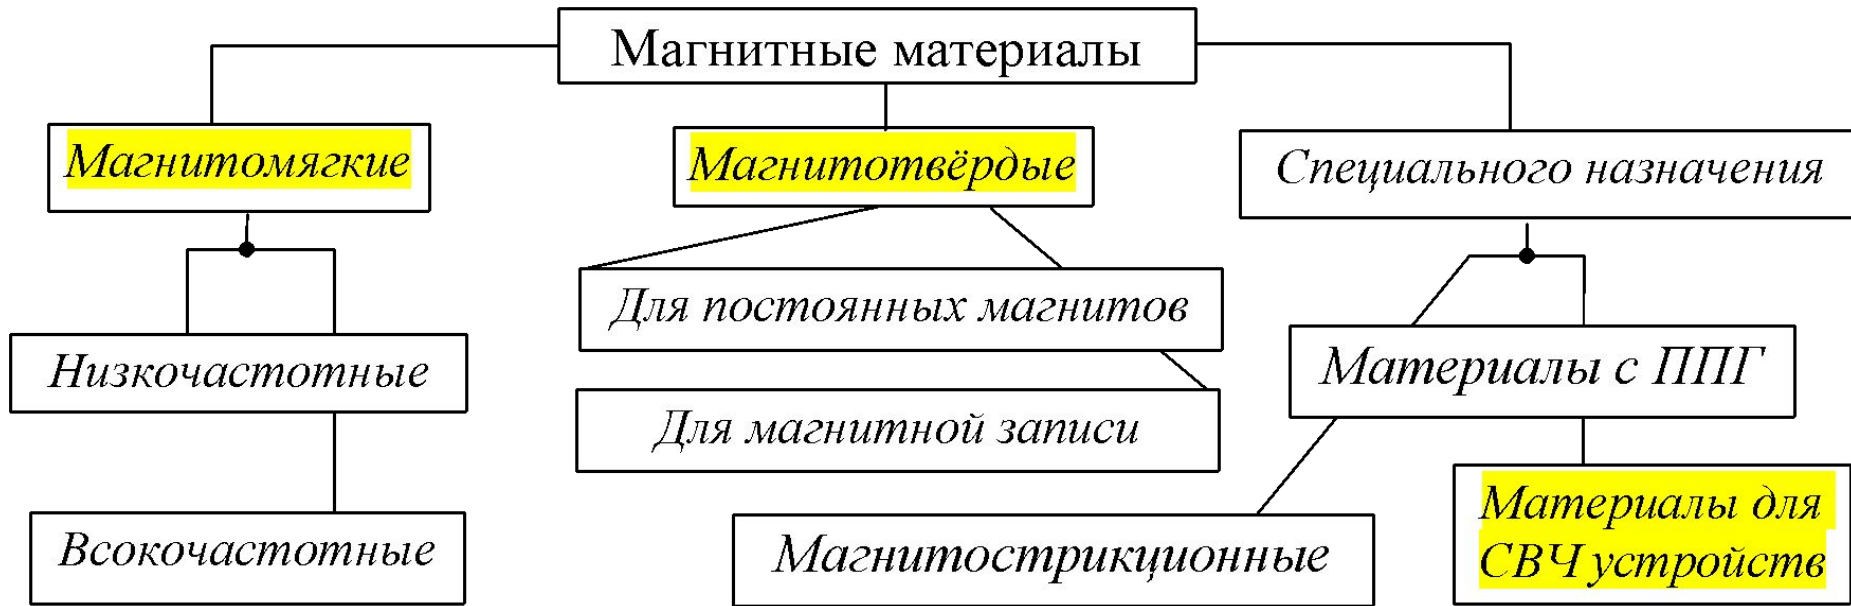 Магнитные материалы
Магнитомягкие
Магнитотвёрдые
Специального назначения
Для постоянных магнитов
Низкочастотные
Материалы с ППГ
Для магнитной записи
Всокочастотные
Магнитострикционные
Материалы для
СВЧ устройств